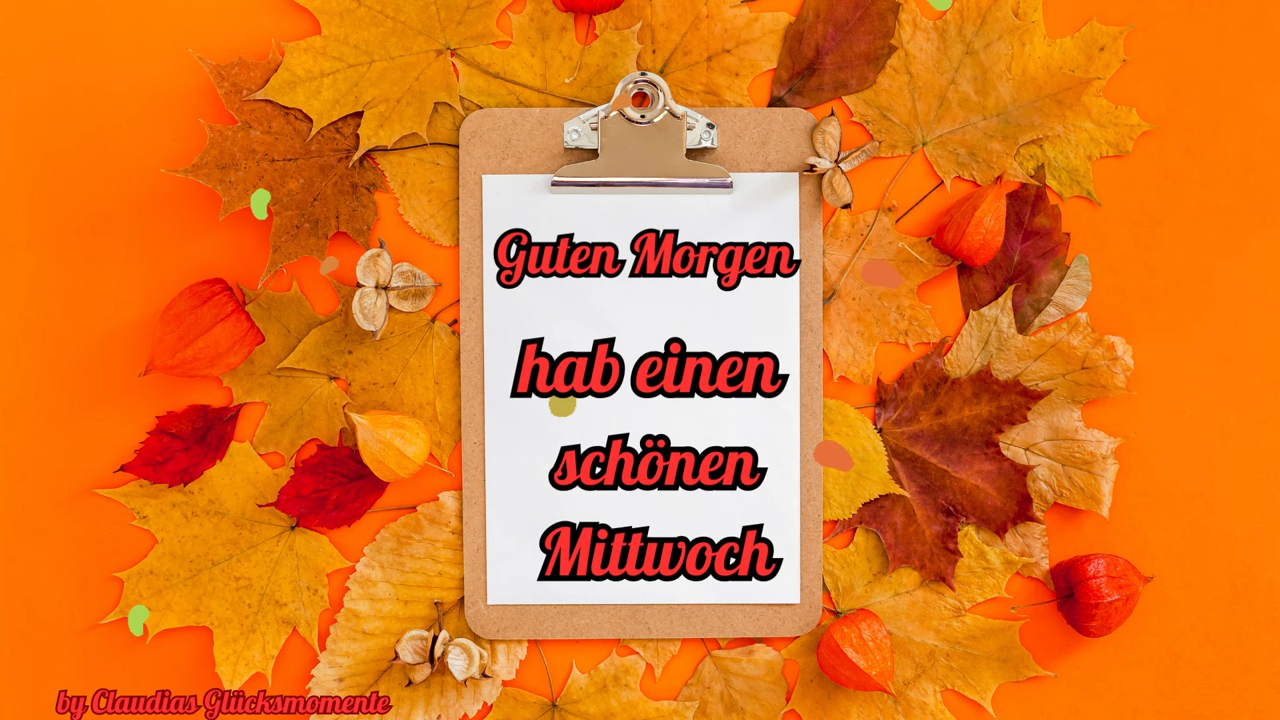 Guten Morgen
hab einen
schönen
Mittwoch
by Claudias Glücksmomente